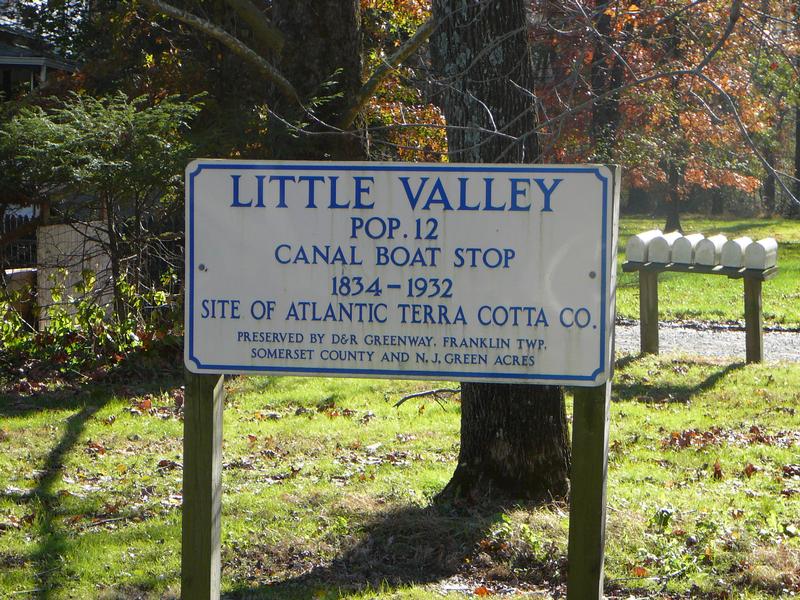 LITTLE VALLEY
POP. 12
CANAL BOAT STOP
1834-1932
SITE OF ATLANTIC TERRA COTTA CO.
PRESERVED BY D&R GREENWAY, FRANKLIN TWP,
SOMERSET COUNTY AND N.J. GREEN ACRES